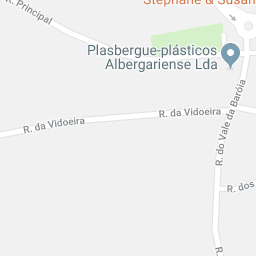 Stephane & Susan
R. Principal
Plasbergue-plásticos
Albergariense Lda
R. da Vidoeira
R. da Vidoeira
R. do Vale da Baróia
R. dos